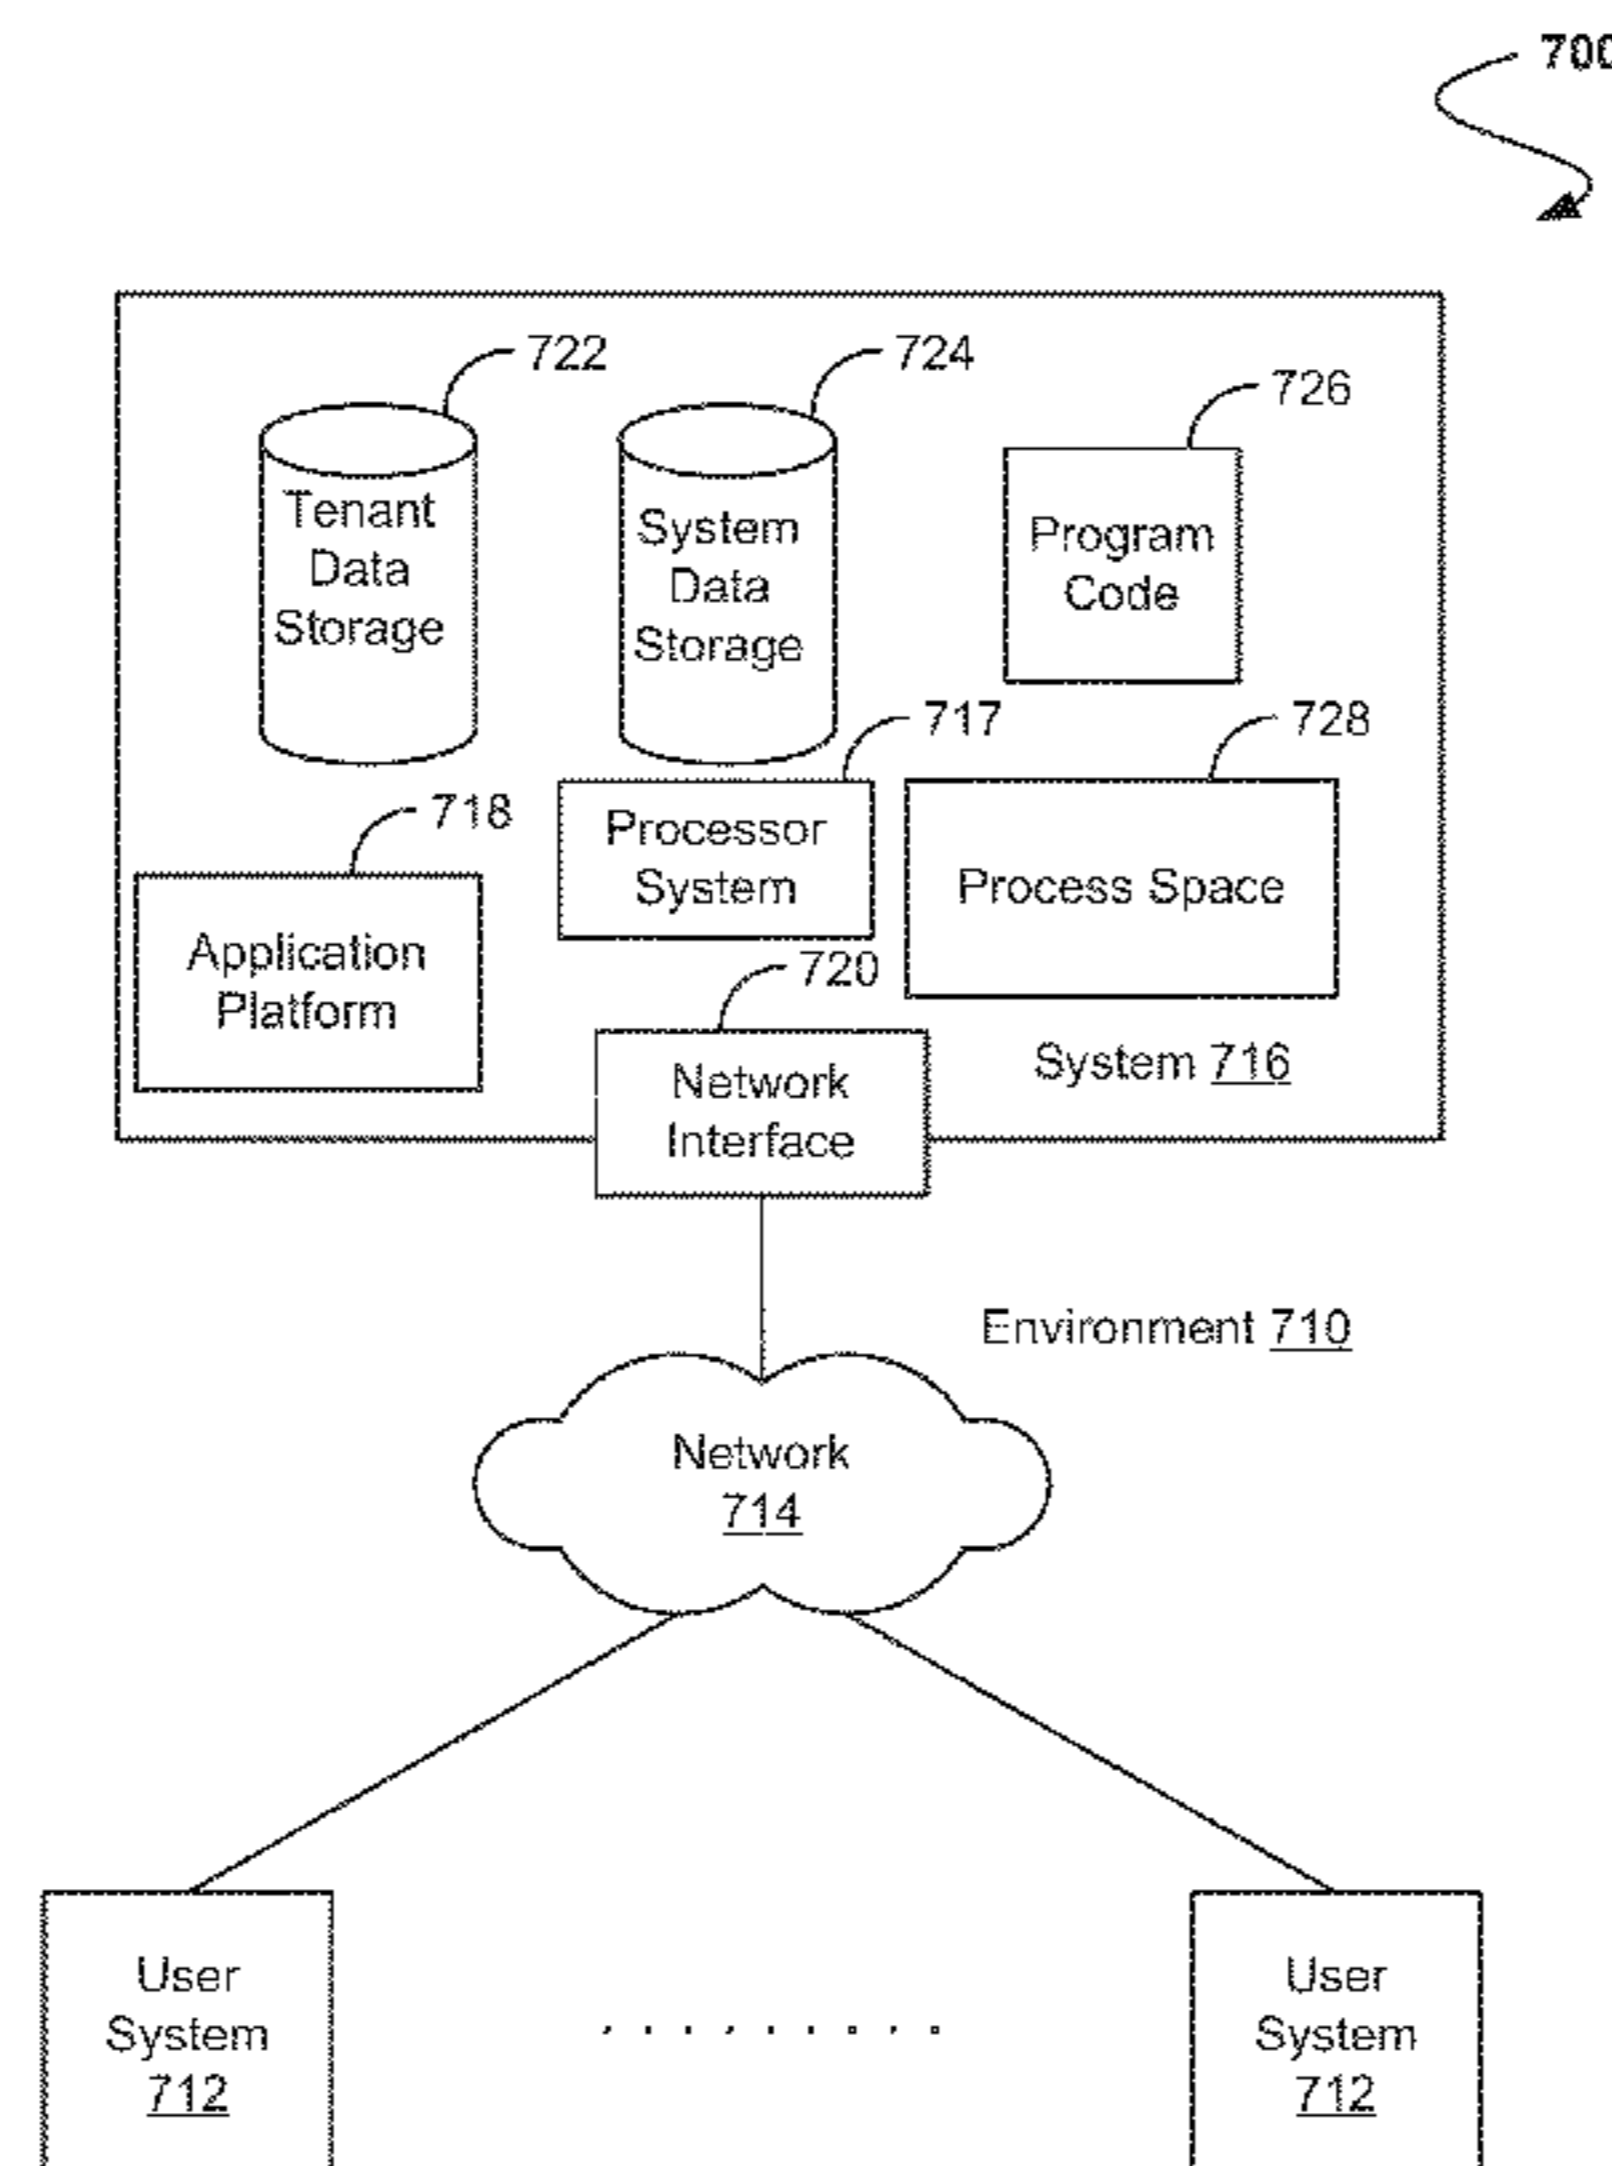 700
722
724
726
Tenant
Data
Storage
System
Data
Storage
Program
Code
717
728
718
Processor
System
Process Space
Application
Platform
720
Network
Interface
System 716
Environment 710
Network
714
User
System
712
User
System
712